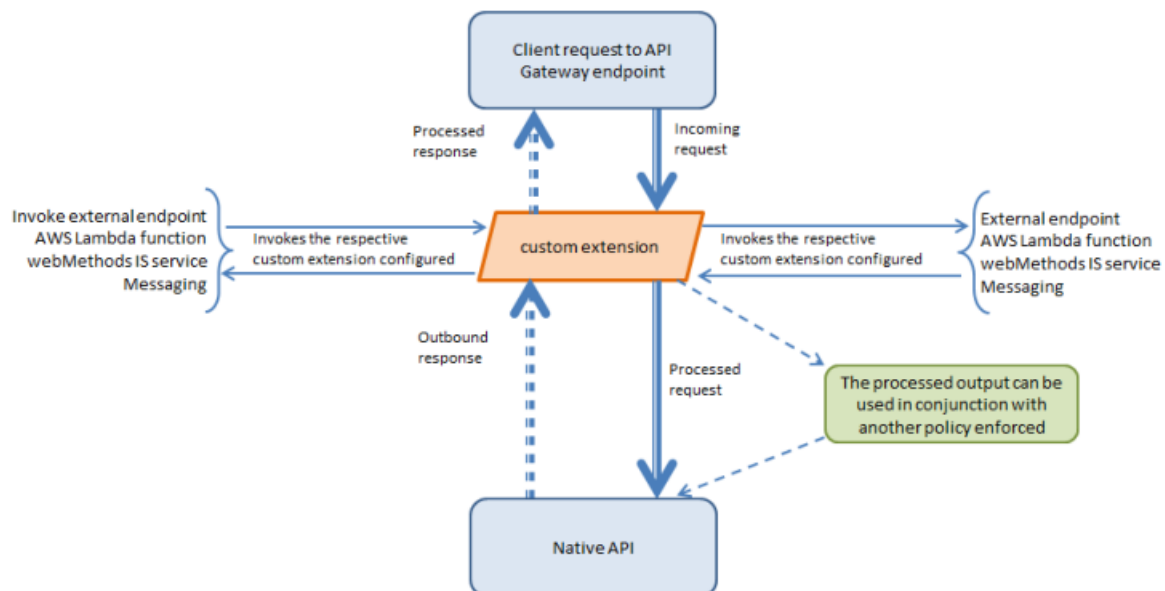 Client request to API
Gateway endpoint
Processed
response
Incoming
request
Invoke external endpoint
AWS Lambda function
webMethods IS service
Messaging
Invokes the respective
custom extension configured
custom extension
Invokes the respective
custom extension configured
External endpoint
AWS Lambda function
webMethods IS service
Messaging
Outbound
response
Processed
request
The processed output can be
used in conjunction with
another policy enforced
Native API